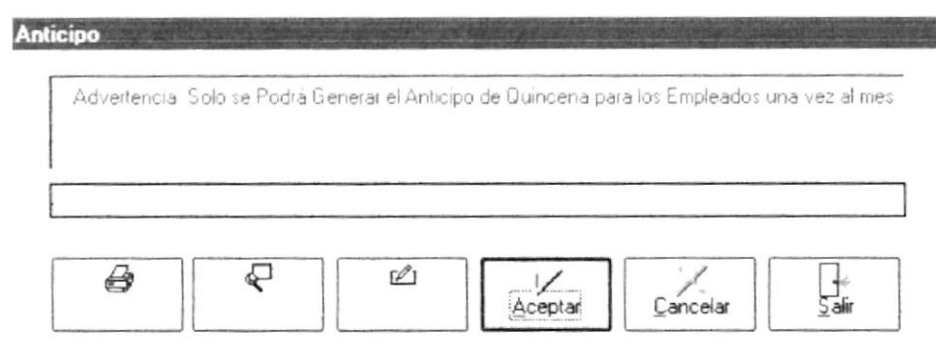 Anticipo
Advertencia Solo se Podrá Generar el Anticipo de Quincena para los Empleados una vez al mes
Aceptar
Cancelar
Salir